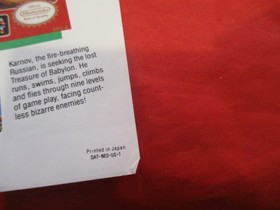 Nintendo
Karnov, the fire-breathing
Russian, is seeking the lost
Treasure of Babylon. He
runs, swims, jumps, climbs
and flies through nine levels
of game play, facing count-
less bizarre enemies!
Printed in Japan